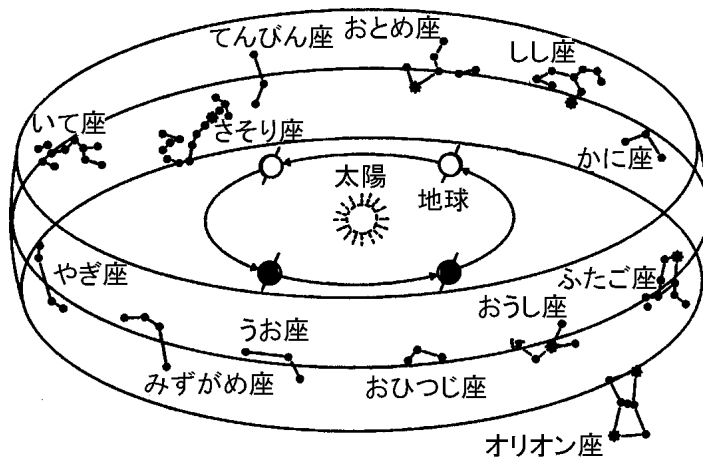 てんびん座
おとめ座
しし座
いて座
さそり座
かに座
太陽
地球
やぎ座
ふたご座
うお座
おうし座
みずがめ座
おひつじ座
オリオン座